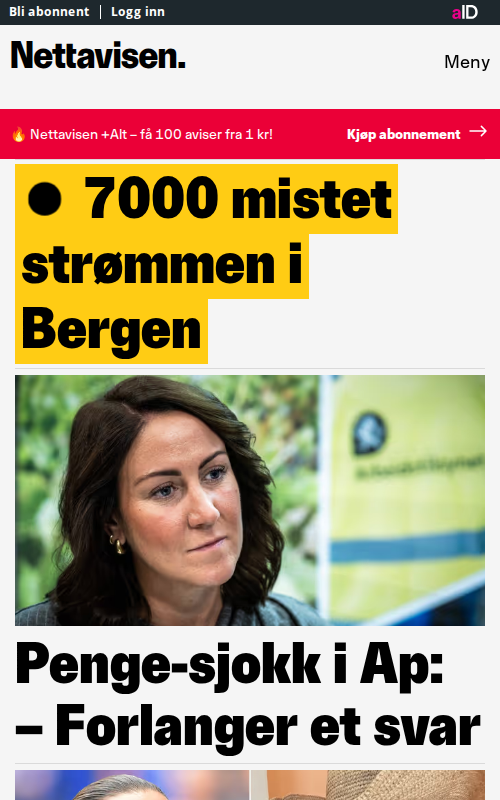 Bli abonnent | Logg inn
aID
Nettavisen.
Meny
🔥 Nettavisen +Alt – få 100 aviser fra 1 kr!
Kjøp abonnement →
● 7000 mistet
strømmen i
Bergen
Penge-sjokk i Ap:
– Forlanger et svar